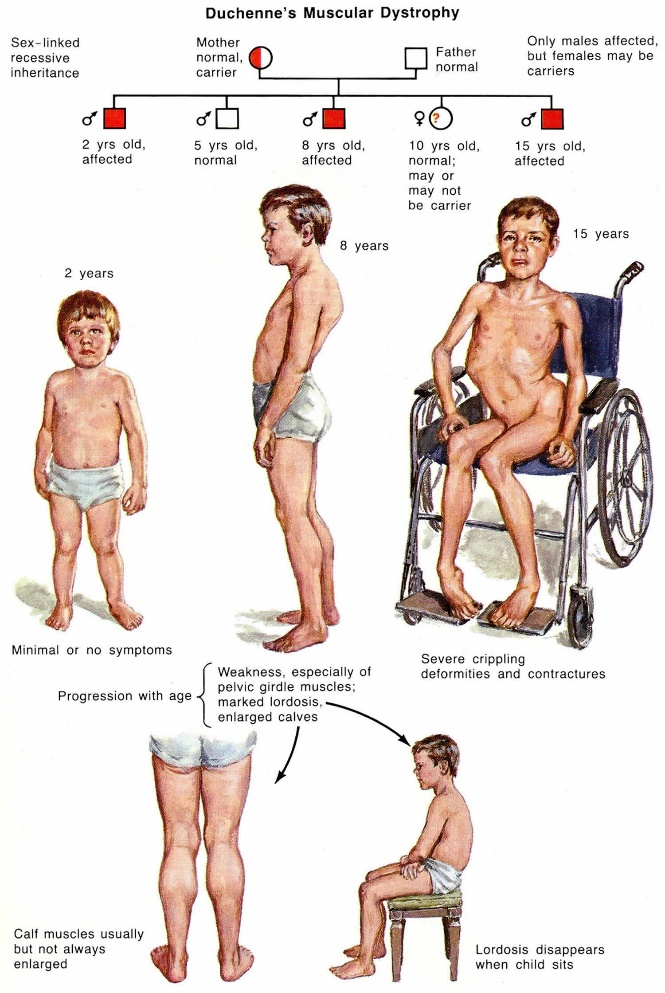 Duchenne's Muscular Dystrophy
Sex-linked
recessive
inheritance
Mother
normal,
carrier
Father
normal
Only males affected,
but females may be
carriers
♂
♂
♂
♀
?
♂
2 yrs old,
affected
5 yrs old,
normal
8 yrs old,
affected
10 yrs old,
normal;
may or
may not
be carrier
15 yrs old,
affected
2 years
8 years
15 years
Minimal or no symptoms
Severe crippling
deformities and contractures
Progression with age
Weakness, especially of
pelvic girdle muscles;
marked lordosis,
enlarged calves
Calf muscles usually
but not always
enlarged
Lordosis disappears
when child sits